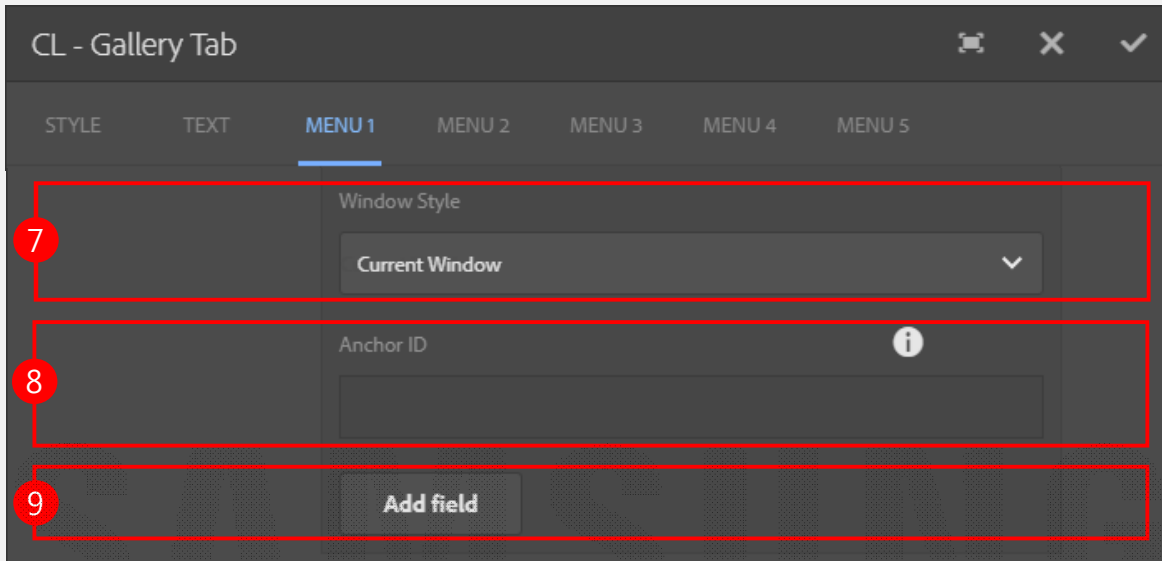 CL - Gallery Tab
STYLE TEXT MENU 1 MENU 2 MENU 3 MENU 4 MENU 5
Window Style
7
Current Window
Anchor ID
8
9
Add field
SAMSUNG